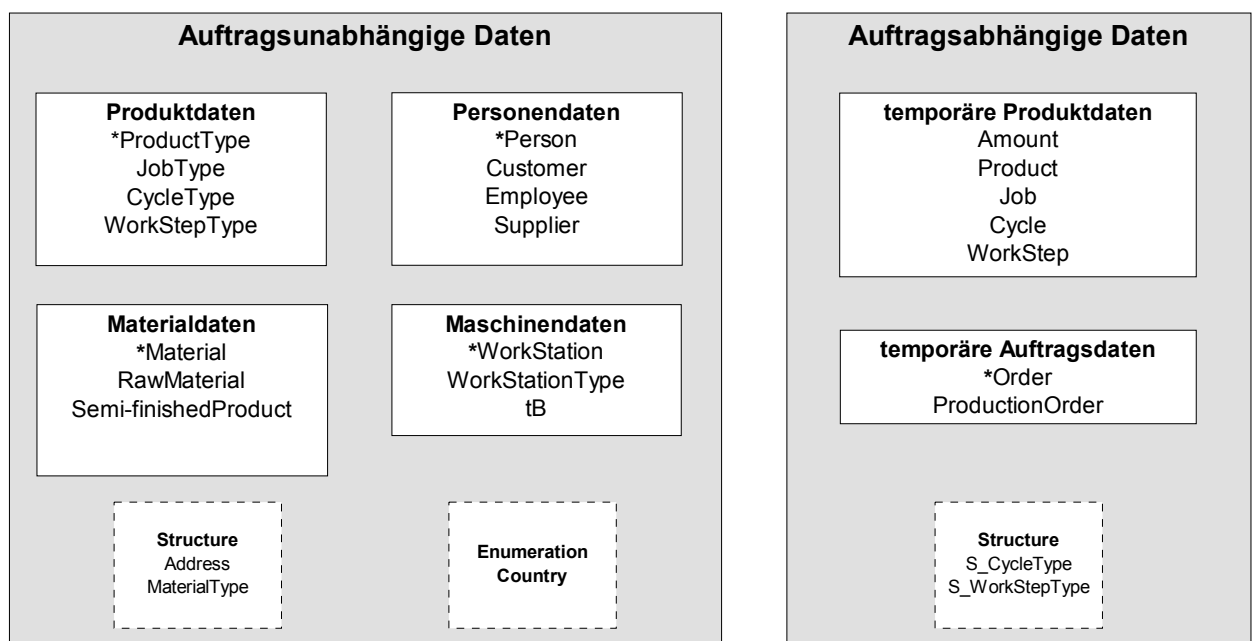 Auftragsunabhängige Daten
Produktdaten
*ProductType
JobType
CycleType
WorkStepType
Personendaten
*Person
Customer
Employee
Supplier
Materialdaten
*Material
RawMaterial
Semi-finishedProduct
Maschinendaten
*WorkStation
WorkStationType
tB
Structure
Address
MaterialType
Enumeration
Country
Auftragsabhängige Daten
temporäre Produktdaten
Amount
Product
Job
Cycle
WorkStep
temporäre Auftragsdaten
*Order
ProductionOrder
Structure
S_CycleType
S_WorkStepType